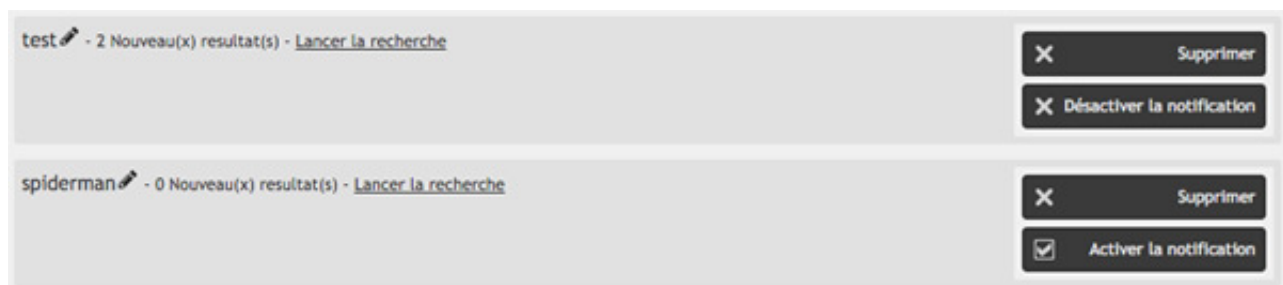 test - 2 Nouveau(x) resultat(s) - Lancer la recherche
Supprimer
Désactiver la notification
spiderman - 0 Nouveau(x) resultat(s) - Lancer la recherche
Supprimer
Activer la notification